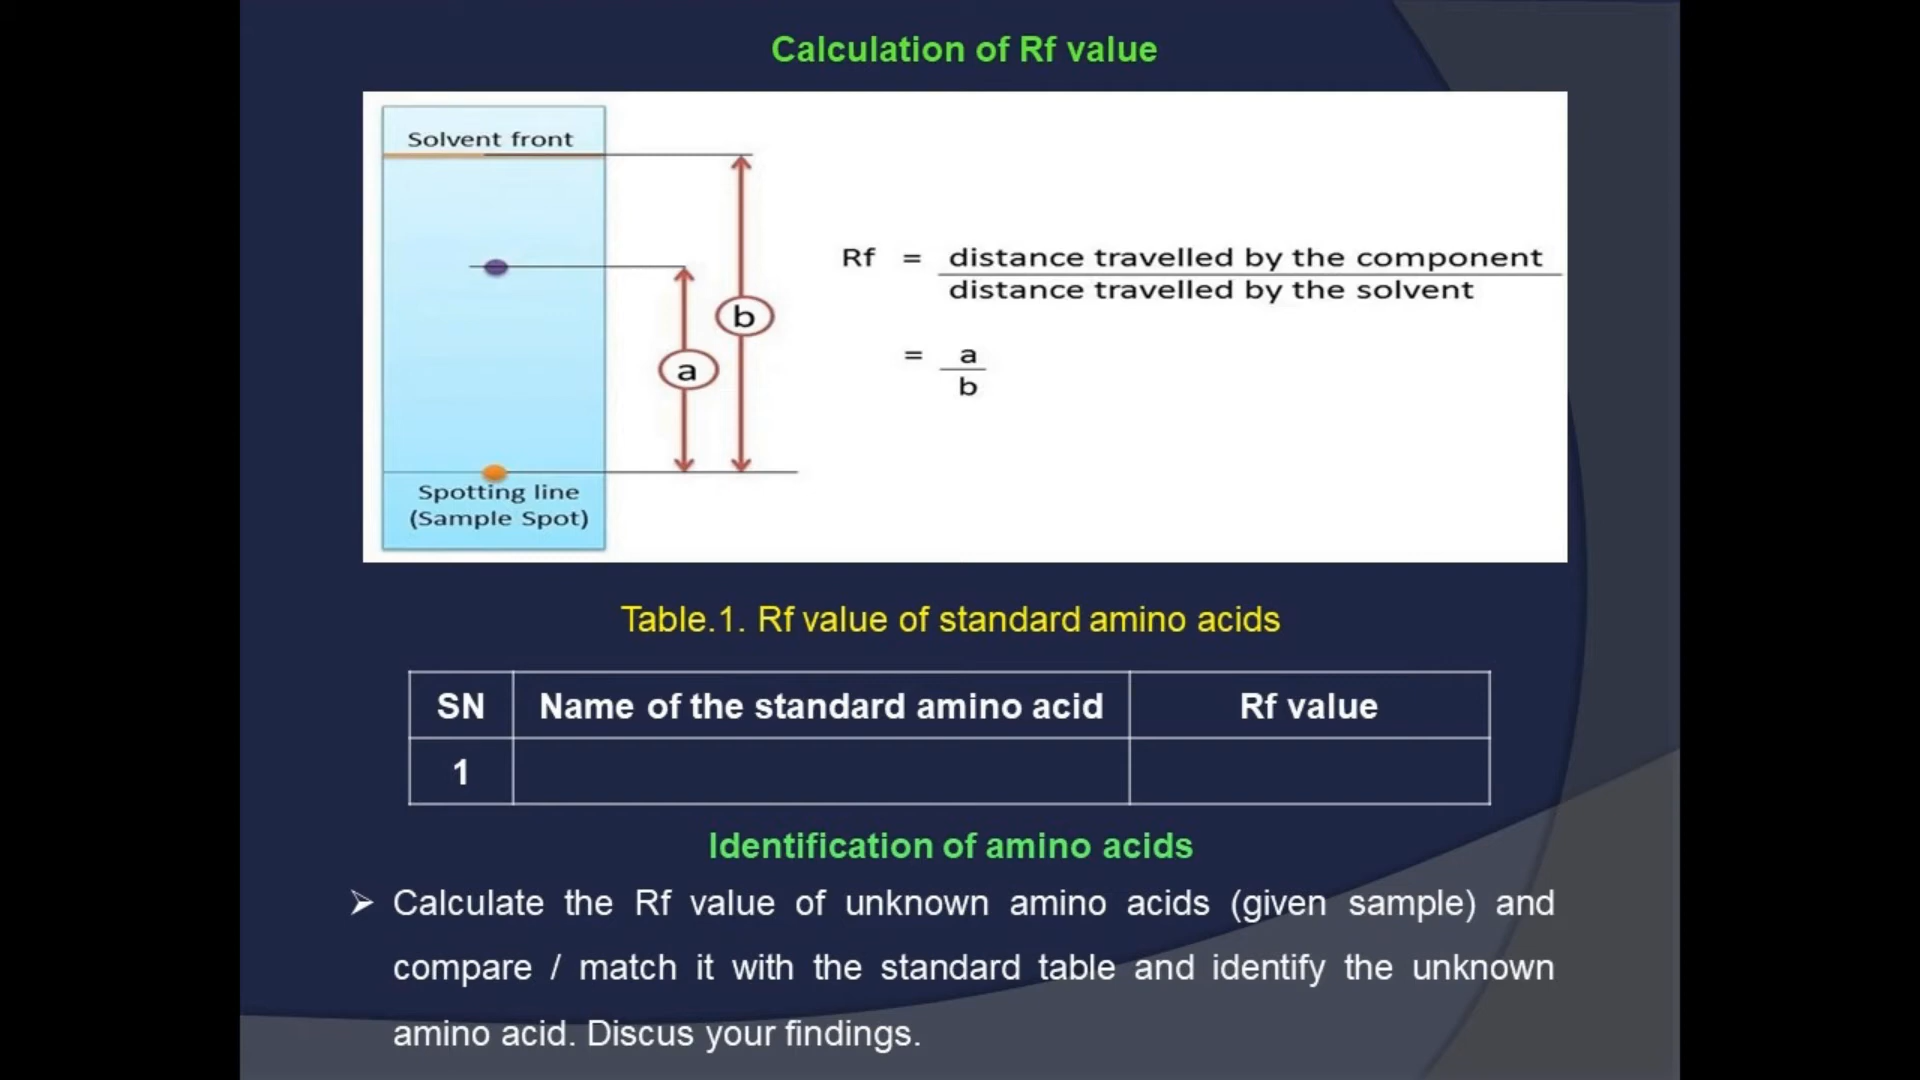 Calculation of Rf value
Solvent front
b
a
Spotting line
(Sample Spot)
Rf = distance travelled by the component
distance travelled by the solvent
= a
b
Table.1. Rf value of standard amino acids
SN Name of the standard amino acid Rf value
1
Identification of amino acids
➢ Calculate the Rf value of unknown amino acids (given sample) and
compare / match it with the standard table and identify the unknown
amino acid. Discus your findings.